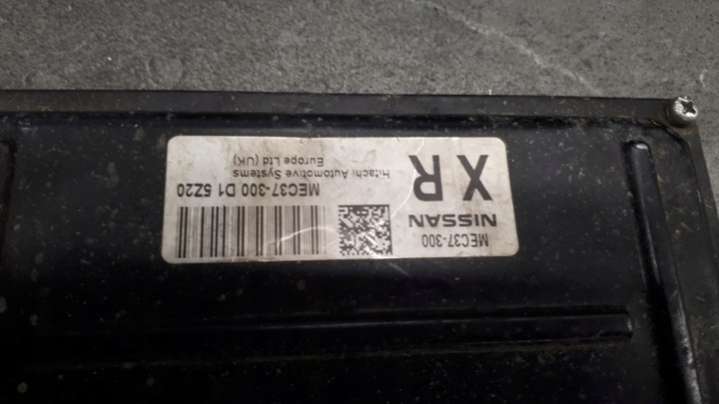 MEC37-300
NISSAN
X R
MEC37-300 D1 5Z20
Hitachi Automotive Systems
Europe Ltd (UK)